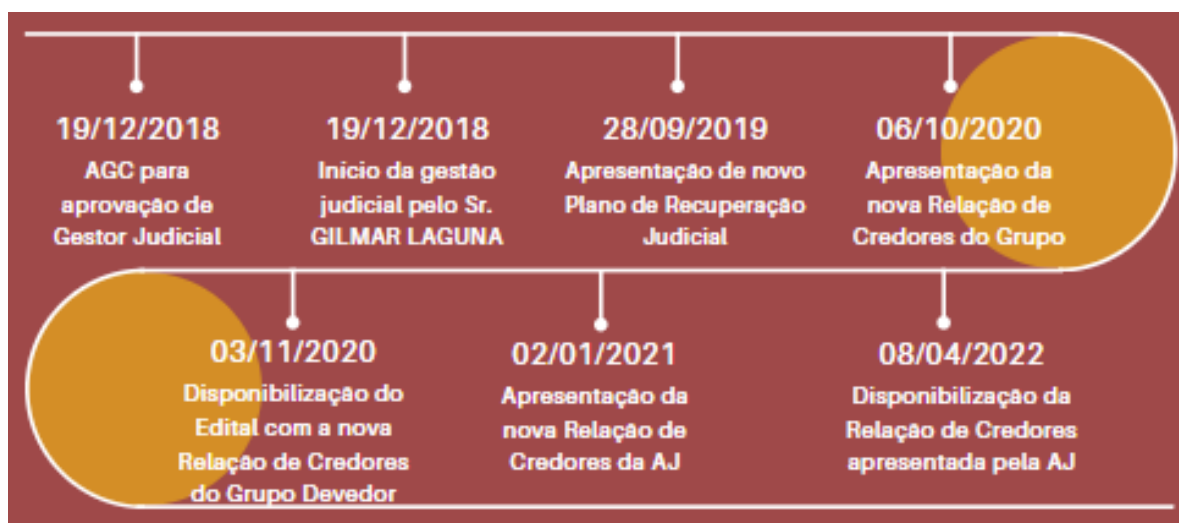 19/12/2018
AGC para
aprovação de
Gestor Judicial
19/12/2018
Inicio da gestão
judicial pelo Sr.
GILMAR LAGUNA
28/09/2019
Apresentação de novo
Plano de Recuperação
Judicial
06/10/2020
Apresentação da
nova Relação de
Credores do Grupo
03/11/2020
Disponibilização do
Edital com a nova
Relação de Credores
do Grupo Devedor
02/01/2021
Apresentação da
nova Relação de
Credores da AJ
08/04/2022
Disponibilização da
Relação de Credores
apresentada pela AJ